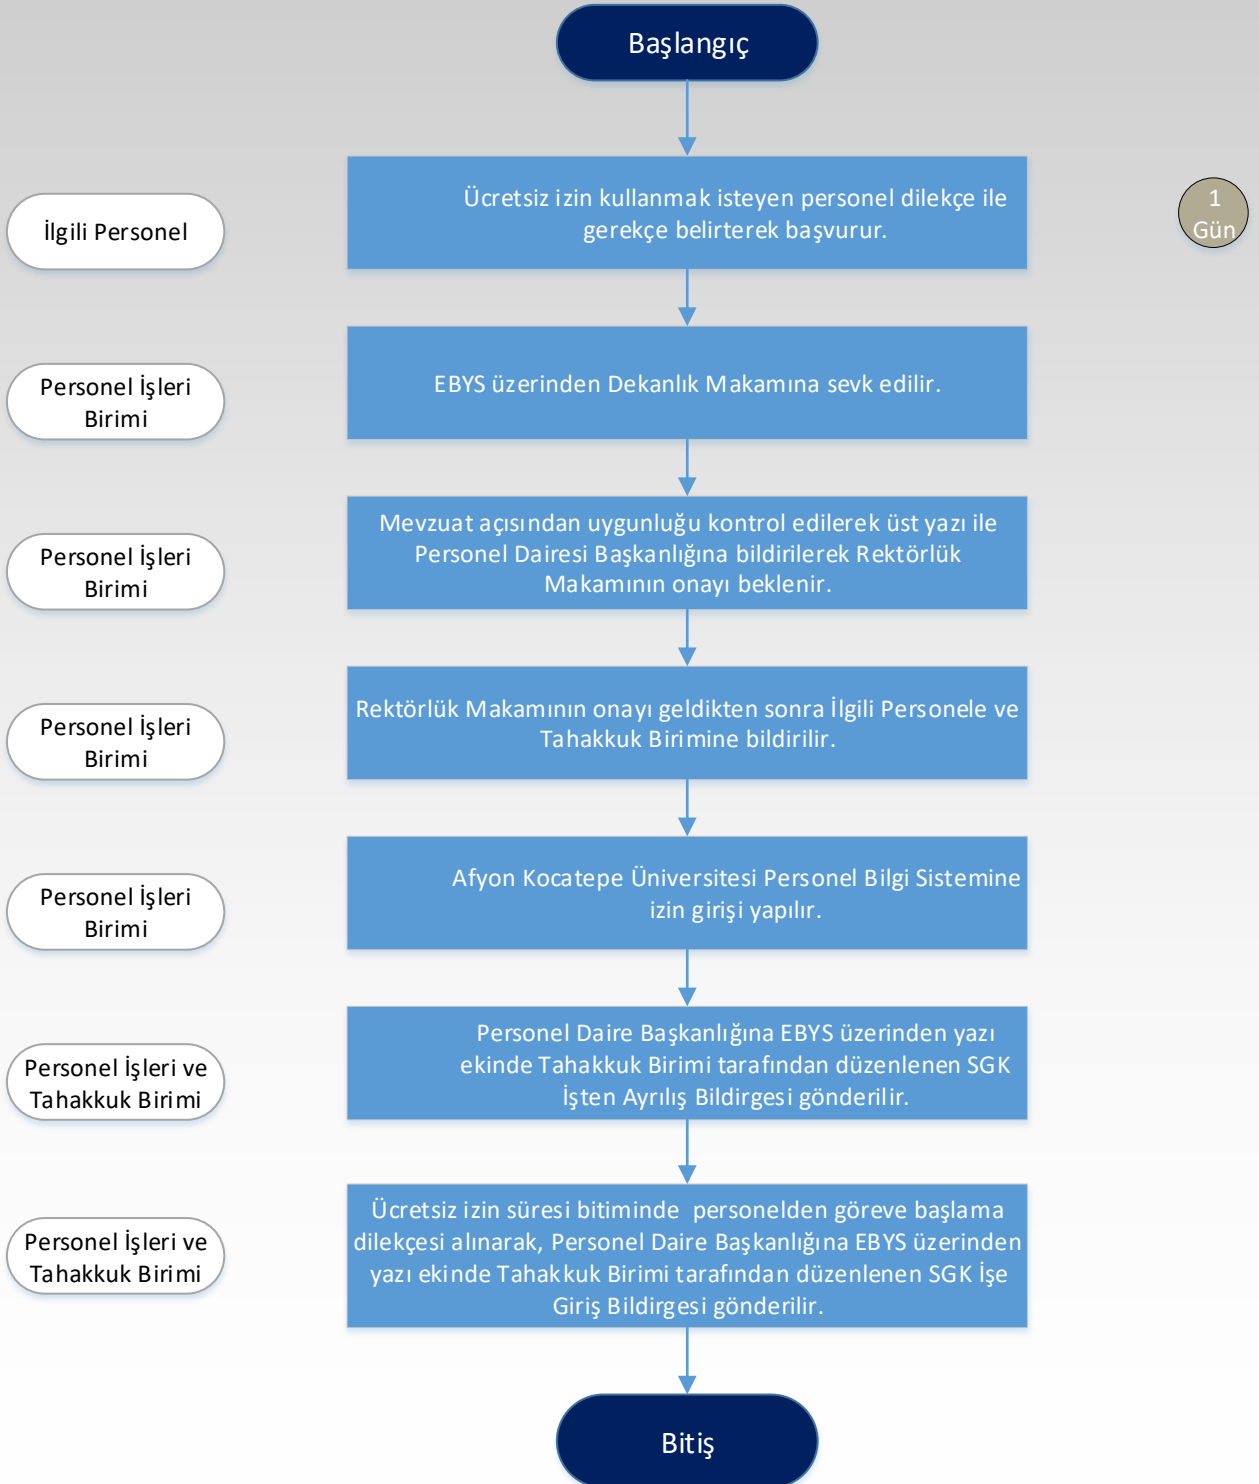 Başlangıç
İlgili Personel
Ücretsiz izin kullanmak isteyen personel dilekçe ile
gerekçe belirterek başvurur.
1
Gün
Personel İşleri
Birimi
EBYS üzerinden Dekanlık Makamına sevk edilir.
Personel İşleri
Birimi
Mevzuat açısından uygunluğu kontrol edilerek üst yazı ile
Personel Dairesi Başkanlığına bildirilerek Rektörlük
Makamının onayı beklenir.
Personel İşleri
Birimi
Rektörlük Makamının onayı geldikten sonra İlgili Personele ve
Tahakkuk Birimine bildirilir.
Personel İşleri
Birimi
Afyon Kocatepe Üniversitesi Personel Bilgi Sistemine
izin girişi yapılır.
Personel İşleri ve
Tahakkuk Birimi
Personel Daire Başkanlığına EBYS üzerinden yazı
ekinde Tahakkuk Birimi tarafından düzenlenen SGK
İşten Ayrılış Bildirgesi gönderilir.
Personel İşleri ve
Tahakkuk Birimi
Ücretsiz izin süresi bitiminde personelden göreve başlama
dilekçesi alınarak, Personel Daire Başkanlığına EBYS üzerinden
yazı ekinde Tahakkuk Birimi tarafından düzenlenen SGK İşe
Giriş Bildirgesi gönderilir.
Bitiş